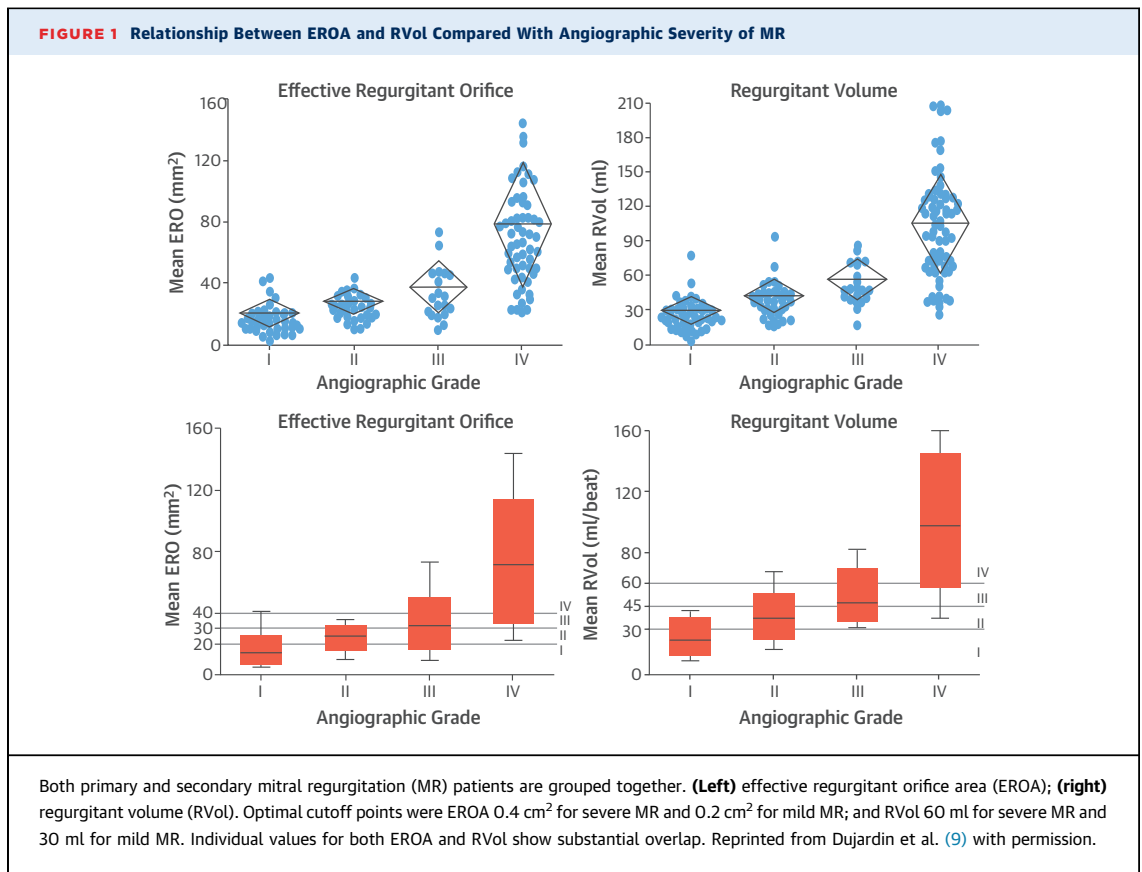 FIGURE 1 Relationship Between EROA and RVol Compared With Angiographic Severity of MR
Effective Regurgitant Orifice
Mean ERO (mm²)
160
120
80
40
0
I II III IV
Angiographic Grade
Regurgitant Volume
Mean RVol (ml)
210
180
150
120
90
60
30
0
I II III IV
Angiographic Grade
Effective Regurgitant Orifice
Mean ERO (mm²)
160
120
80
40
30
20
0
IV
III
II
I
I II III IV
Angiographic Grade
Regurgitant Volume
Mean RVol (ml/beat)
160
120
80
60
45
30
0
IV
III
II
I
I II III IV
Angiographic Grade
Both primary and secondary mitral regurgitation (MR) patients are grouped together. (Left) effective regurgitant orifice area (EROA); (right)
regurgitant volume (RVol). Optimal cutoff points were EROA 0.4 cm² for severe MR and 0.2 cm² for mild MR; and RVol 60 ml for severe MR and
30 ml for mild MR. Individual values for both EROA and RVol show substantial overlap. Reprinted from Dujardin et al. (9) with permission.